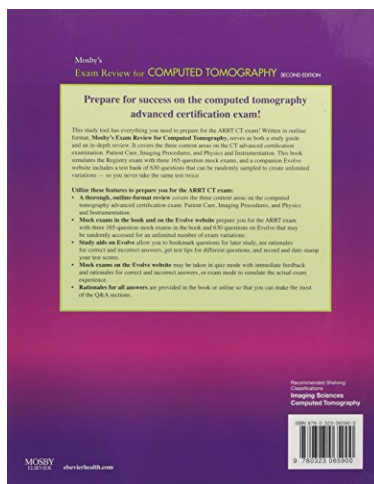 Mosby's
Exam Review for COMPUTED TOMOGRAPHY SECOND EDITION
Prepare for success on the computed tomography
advanced certification exam!
This study tool has everything you need to prepare for the ARRT CT exam! Written in outline
format, Mosby's Exam Review for Computed Tomography, serves as both a study guide
and an in-depth review. It covers the three content areas on the CT advanced certification
examination: Patient Care, Imaging Procedures, and Physics and Instrumentation. This book
simulates the Registry exam with three 165-question mock exams, and a companion Evolve
website includes a test bank of 630 questions that can be randomly sampled to create unlimited
variations — so you never take the same test twice.
Utilize these features to prepare you for the ARRT CT exam:
• A thorough, outline-format review covers the three content areas on the computed
tomography advanced certification exam: Patient Care, Imaging Procedures, and Physics
and Instrumentation.
• Mock exams in the book and on the Evolve website prepare you for the ARRT exam
with three 165-question mock exams in the book and 630 questions on Evolve that may
be randomly accessed for an unlimited number of exam variations.
• Study aids on Evolve allow you to bookmark questions for later study, see rationales
for correct and incorrect answers, get test tips for different questions, and record and date stamp
your test scores.
• Mock exams on the Evolve website may be taken in quiz mode with immediate feedback
and rationales for correct and incorrect answers, or exam mode to simulate the actual exam
experience.
• Rationales for all answers are provided in the book or online so that you can make the most
of the Q&A sections.
Recommended Shelving
Classifications
Imaging Sciences
Computed Tomography
ISBN 978-0-323-06590-0
9 780323 065900
MOSBY
ELSEVIER
elsevierhealth.com